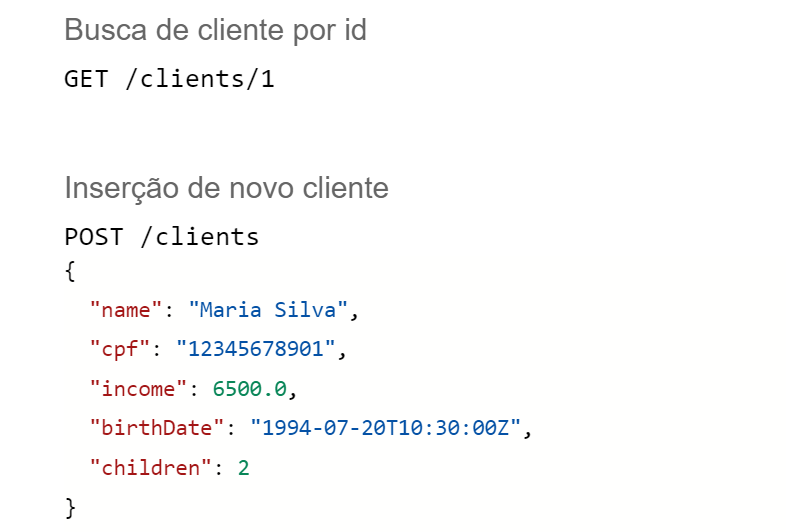 Busca de cliente por id
GET /clients/1
Inserção de novo cliente
POST /clients
{
"name": "Maria Silva",
"cpf": "12345678901",
"income": 6500.0,
"birthDate": "1994-07-20T10:30:00Z",
"children": 2
}